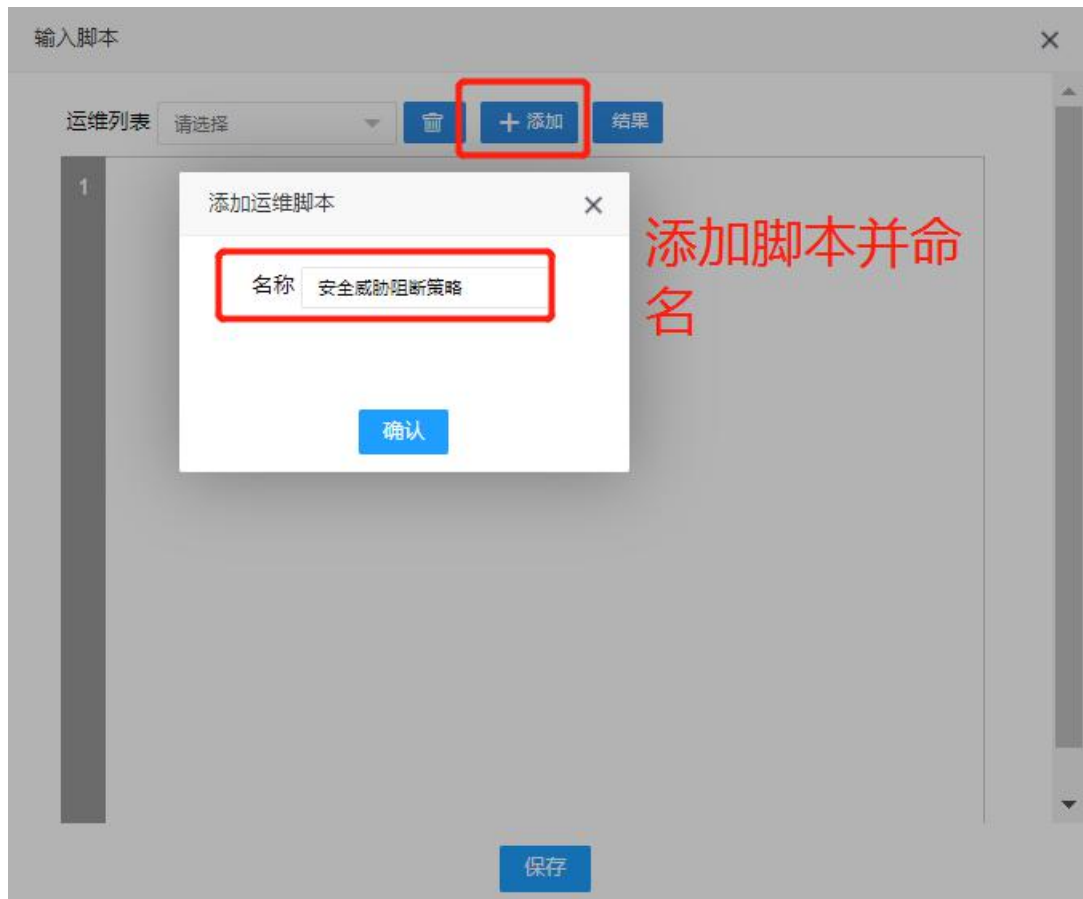 输入脚本
运维列表 请选择 添加 结果
1
添加运维脚本
名称 安全威胁阻断策略
添加脚本并命
名
确认
保存